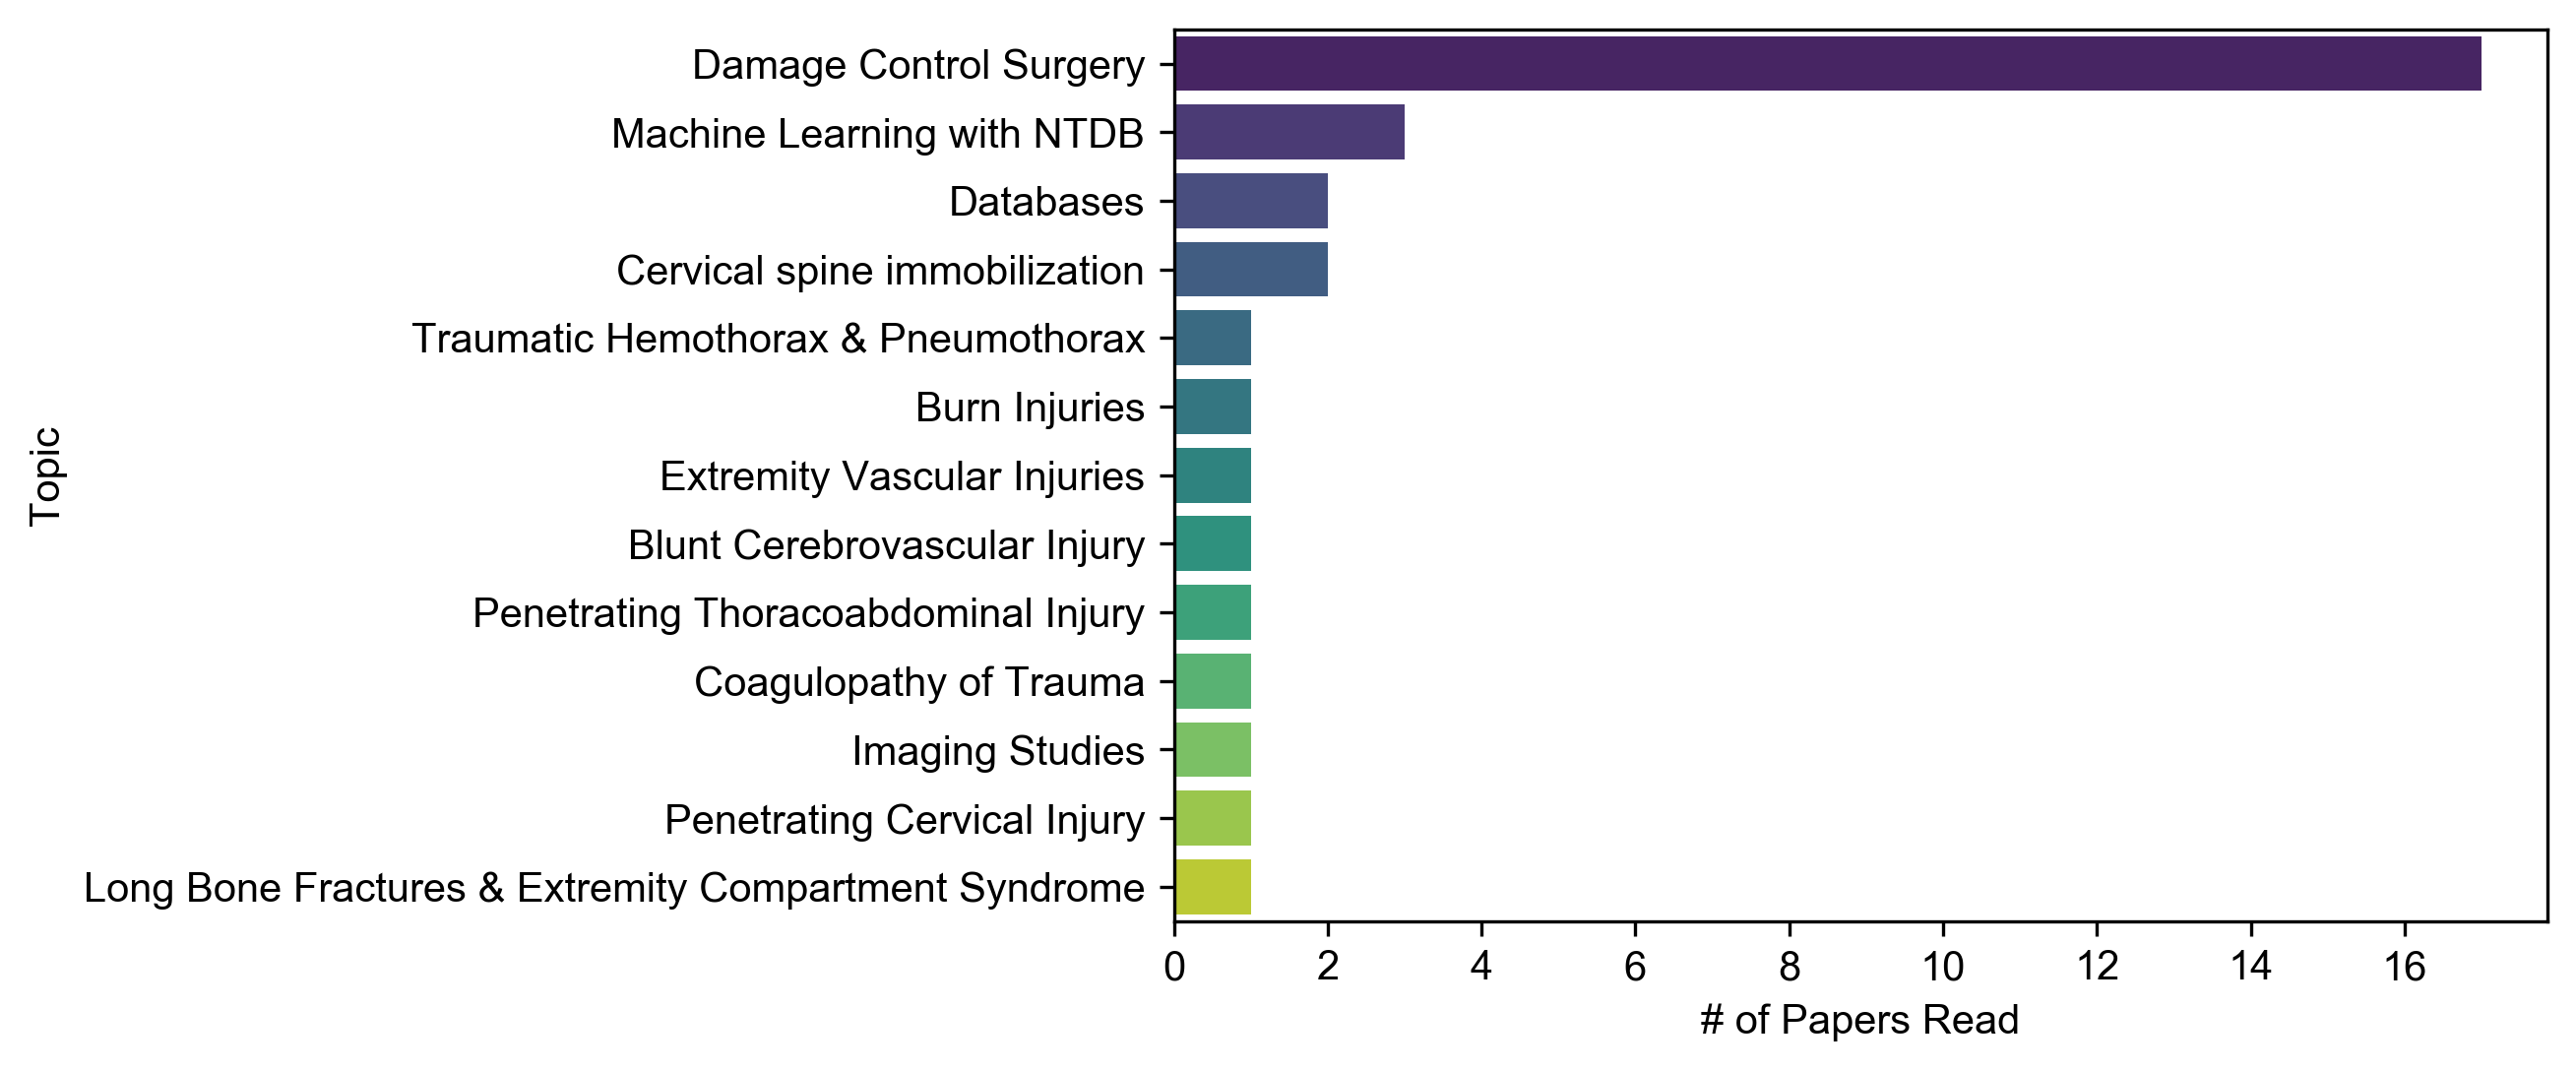 Damage Control Surgery
Machine Learning with NTDB
Databases
Cervical spine immobilization
Traumatic Hemothorax & Pneumothorax
Burn Injuries
Extremity Vascular Injuries
Blunt Cerebrovascular Injury
Penetrating Thoracoabdominal Injury
Coagulopathy of Trauma
Imaging Studies
Penetrating Cervical Injury
Long Bone Fractures & Extremity Compartment Syndrome
Topic
0 2 4 6 8 10 12 14 16
# of Papers Read